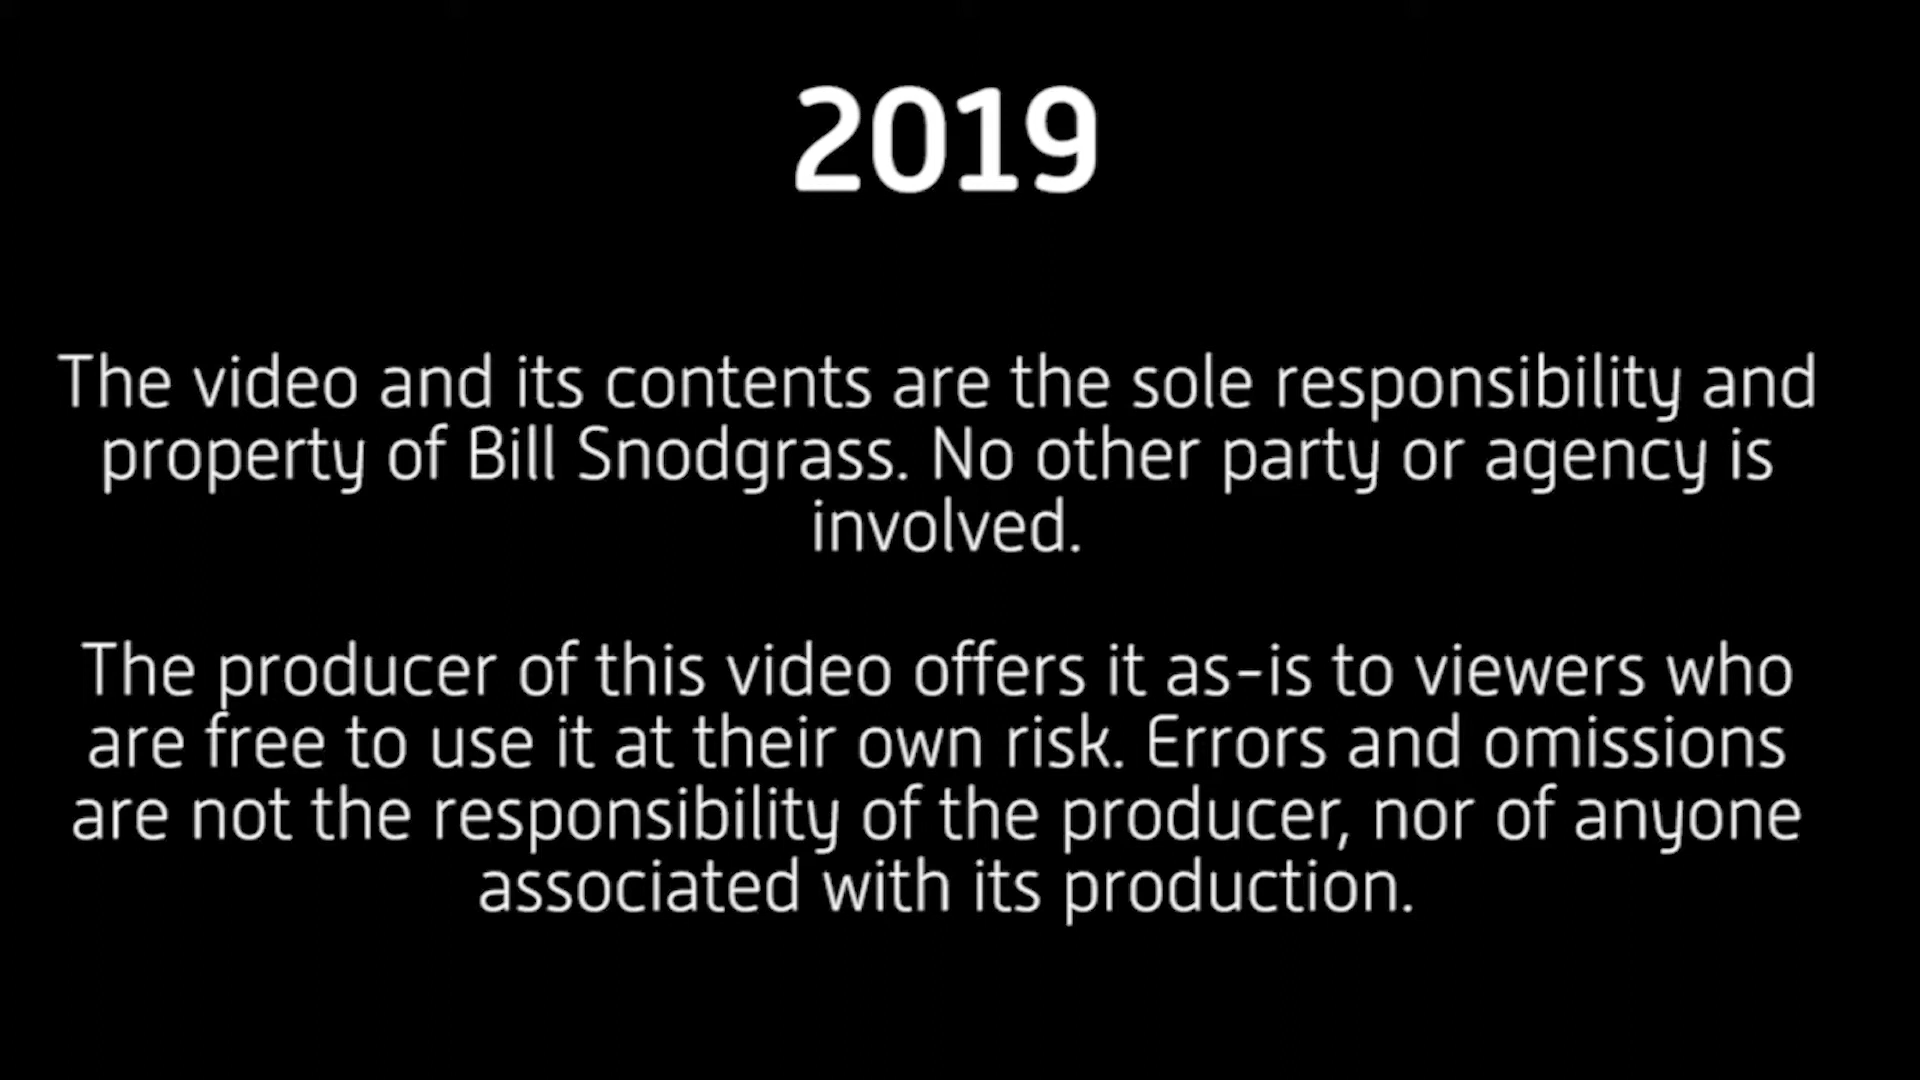 2019
The video and its contents are the sole responsibility and
property of Bill Snodgrass. No other party or agency is
involved.
The producer of this video offers it as-is to viewers who
are free to use it at their own risk. Errors and omissions
are not the responsibility of the producer, nor of anyone
associated with its production.